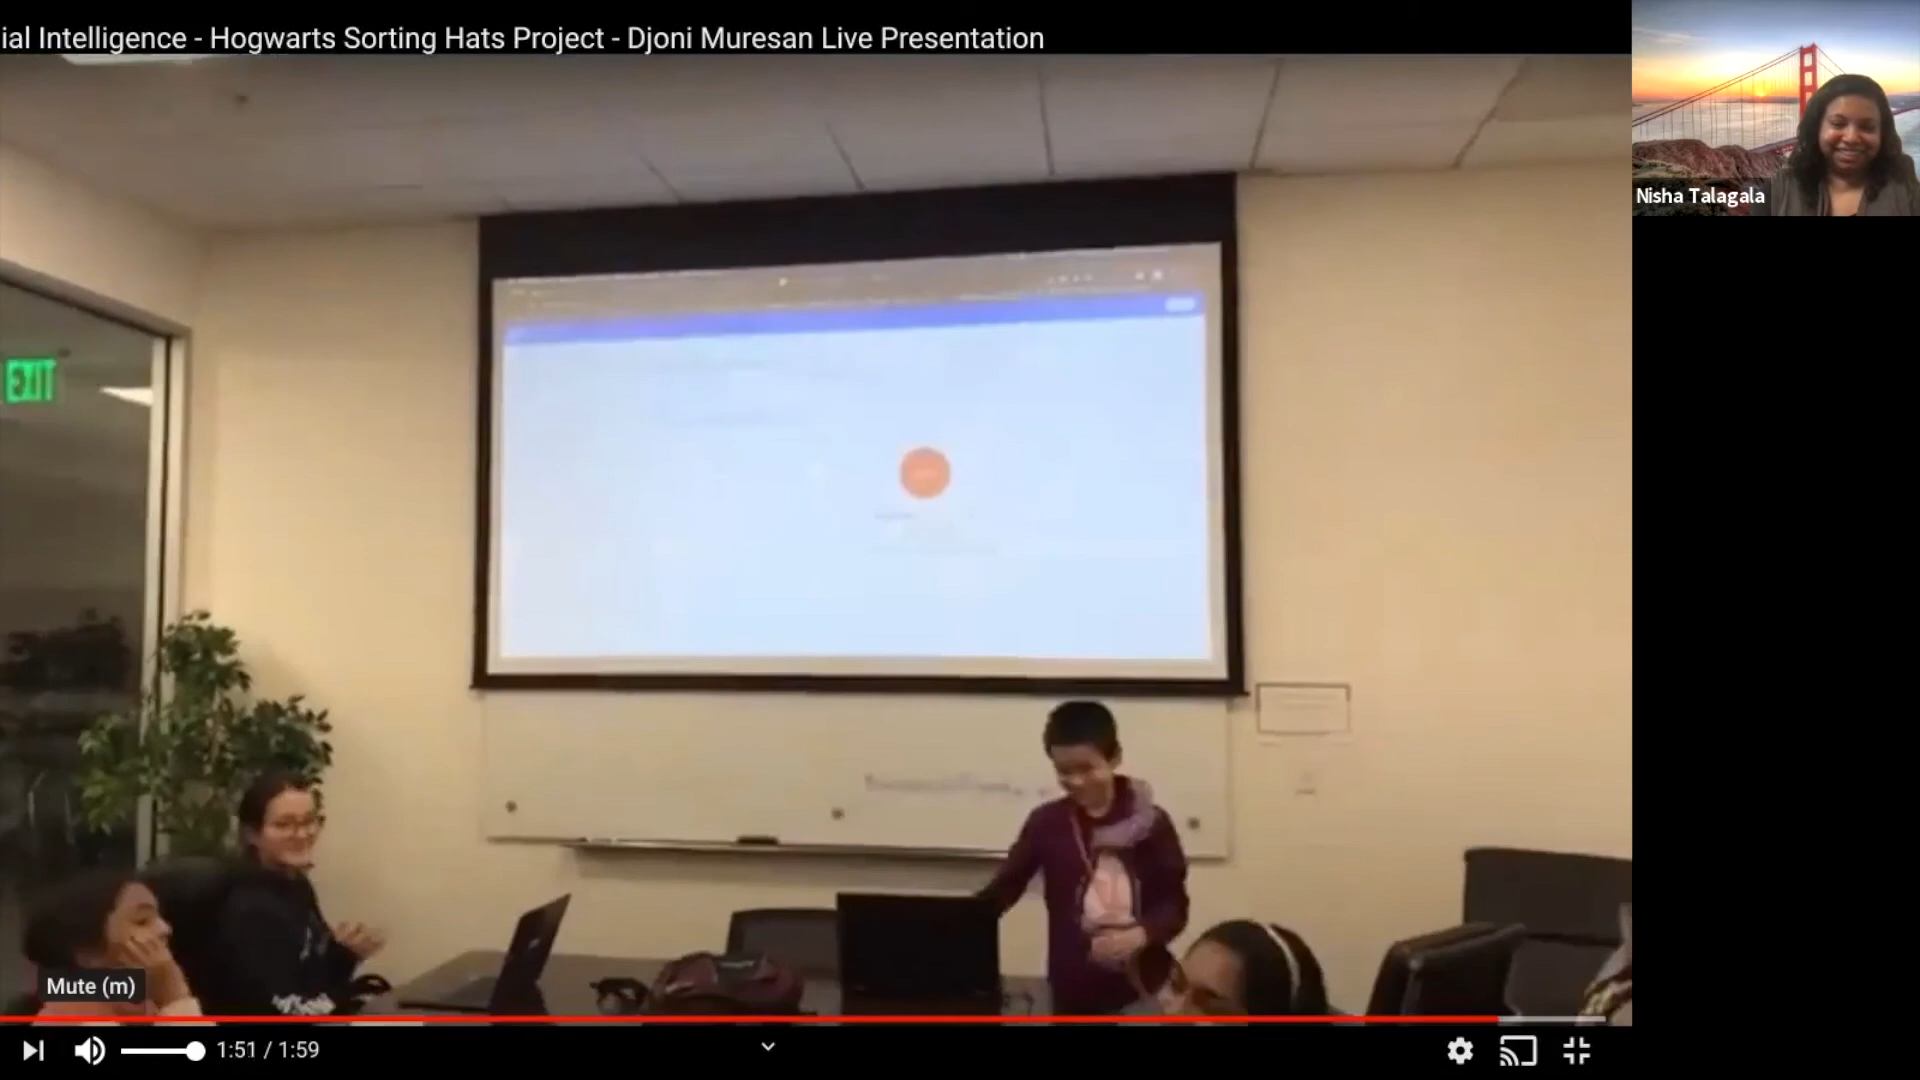 ial Intelligence - Hogwarts Sorting Hats Project - Djoni Muresan Live Presentation
Nisha Talagala
EXIT
Mute (m)
1:51 / 1:59